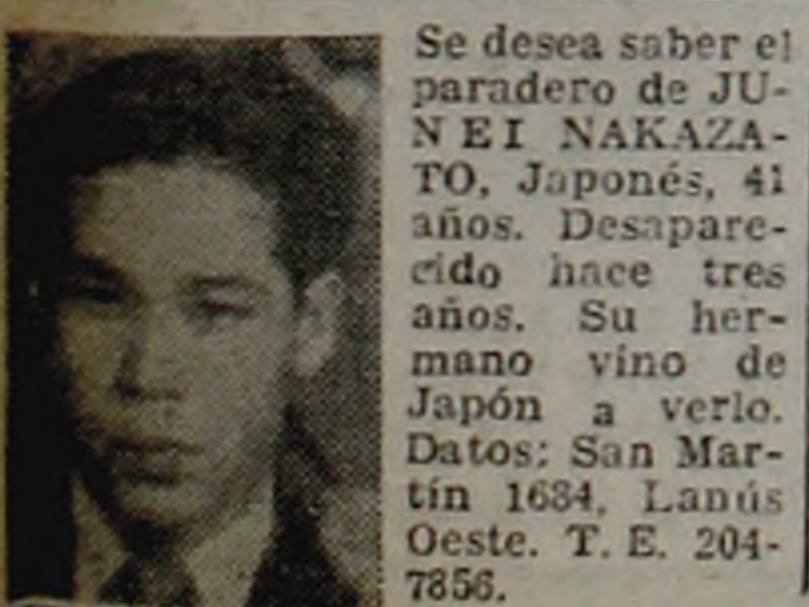 Se desea saber el
paradero de JU-
NEI NAKAZA-
TO, Japonés, 41
años. Desapare-
cido hace tres
años. Su her-
mano vino de
Japón a verlo.
Datos: San Mar-
tín 1684, Lanús
Oeste. T. E. 204-
7856.